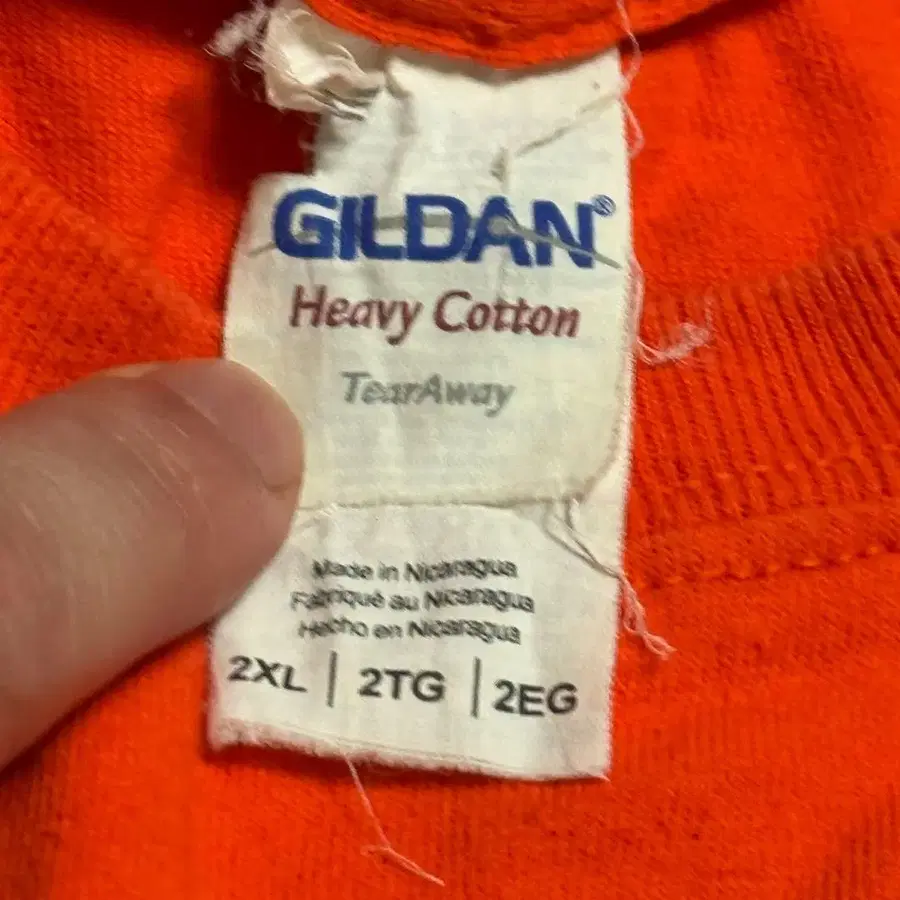 GILDAN®
Heavy Cotton
TearAway
Made in Nicaragua
Fabriqué au Nicaragua
Hecho en Nicaragua
2XL | 2TG | 2EG